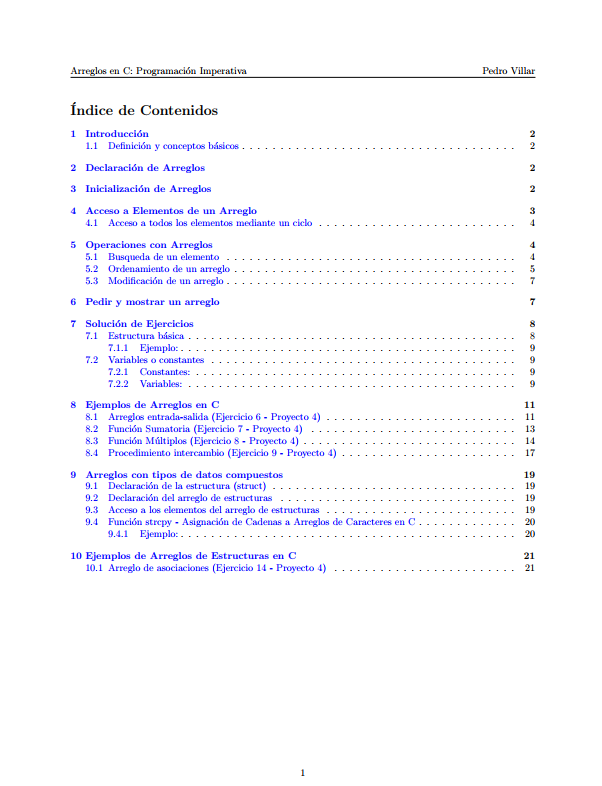 Arreglos en C: Programación Imperativa Pedro Villar
Índice de Contenidos
1 Introducción 2
1.1 Definición y conceptos básicos . . . . . . . . . . . . . . . . . . . . . . . . . . . . . . . . . . . . . 2
2 Declaración de Arreglos 2
3 Inicialización de Arreglos 2
4 Acceso a Elementos de un Arreglo 3
4.1 Acceso a todos los elementos mediante un ciclo . . . . . . . . . . . . . . . . . . . . . . . . . . 4
5 Operaciones con Arreglos 4
5.1 Busqueda de un elemento . . . . . . . . . . . . . . . . . . . . . . . . . . . . . . . . . . . . . . . 4
5.2 Ordenamiento de un arreglo . . . . . . . . . . . . . . . . . . . . . . . . . . . . . . . . . . . . . . 5
5.3 Modificación de un arreglo . . . . . . . . . . . . . . . . . . . . . . . . . . . . . . . . . . . . . . . 7
6 Pedir y mostrar un arreglo 7
7 Solución de Ejercicios 8
7.1 Estructura básica . . . . . . . . . . . . . . . . . . . . . . . . . . . . . . . . . . . . . . . . . . . . 8
7.1.1 Ejemplo: . . . . . . . . . . . . . . . . . . . . . . . . . . . . . . . . . . . . . . . . . . . . . 9
7.2 Variables o constantes . . . . . . . . . . . . . . . . . . . . . . . . . . . . . . . . . . . . . . . . . 9
7.2.1 Constantes: . . . . . . . . . . . . . . . . . . . . . . . . . . . . . . . . . . . . . . . . . . . 9
7.2.2 Variables: . . . . . . . . . . . . . . . . . . . . . . . . . . . . . . . . . . . . . . . . . . . . 9
8 Ejemplos de Arreglos en C 11
8.1 Arreglos entrada-salida (Ejercicio 6 - Proyecto 4) . . . . . . . . . . . . . . . . . . . . . . . . . 11
8.2 Función Sumatoria (Ejercicio 7 - Proyecto 4) . . . . . . . . . . . . . . . . . . . . . . . . . . . 13
8.3 Función Múltiplos (Ejercicio 8 - Proyecto 4) . . . . . . . . . . . . . . . . . . . . . . . . . . . . 14
8.4 Procedimiento intercambio (Ejercicio 9 - Proyecto 4) . . . . . . . . . . . . . . . . . . . . . . . 17
9 Arreglos con tipos de datos compuestos 19
9.1 Declaración de la estructura (struct) . . . . . . . . . . . . . . . . . . . . . . . . . . . . . . . . 19
9.2 Declaración del arreglo de estructuras . . . . . . . . . . . . . . . . . . . . . . . . . . . . . . . 19
9.3 Acceso a los elementos del arreglo de estructuras . . . . . . . . . . . . . . . . . . . . . . . . . 19
9.4 Función strcpy - Asignación de Cadenas a Arreglos de Caracteres en C . . . . . . . . . . . . . 20
9.4.1 Ejemplo: . . . . . . . . . . . . . . . . . . . . . . . . . . . . . . . . . . . . . . . . . . . . . 20
10 Ejemplos de Arreglos de Estructuras en C 21
10.1 Arreglo de asociaciones (Ejercicio 14 - Proyecto 4) . . . . . . . . . . . . . . . . . . . . . . . . 21
1